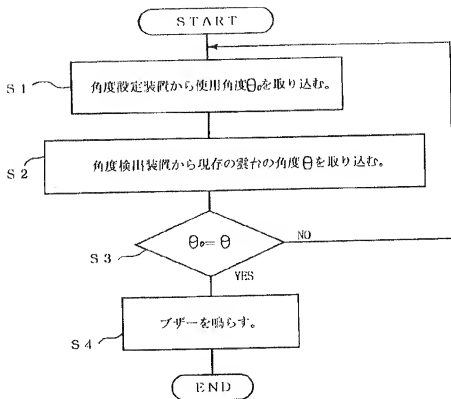 START
S1
角度設定装置から使用角度θ₀を取り込む。
S2
角度検出装置から現存の雲台の角度θを取り込む。
θ₀=θ
NO
S3
YES
ブザーを鳴らす。
S4
END